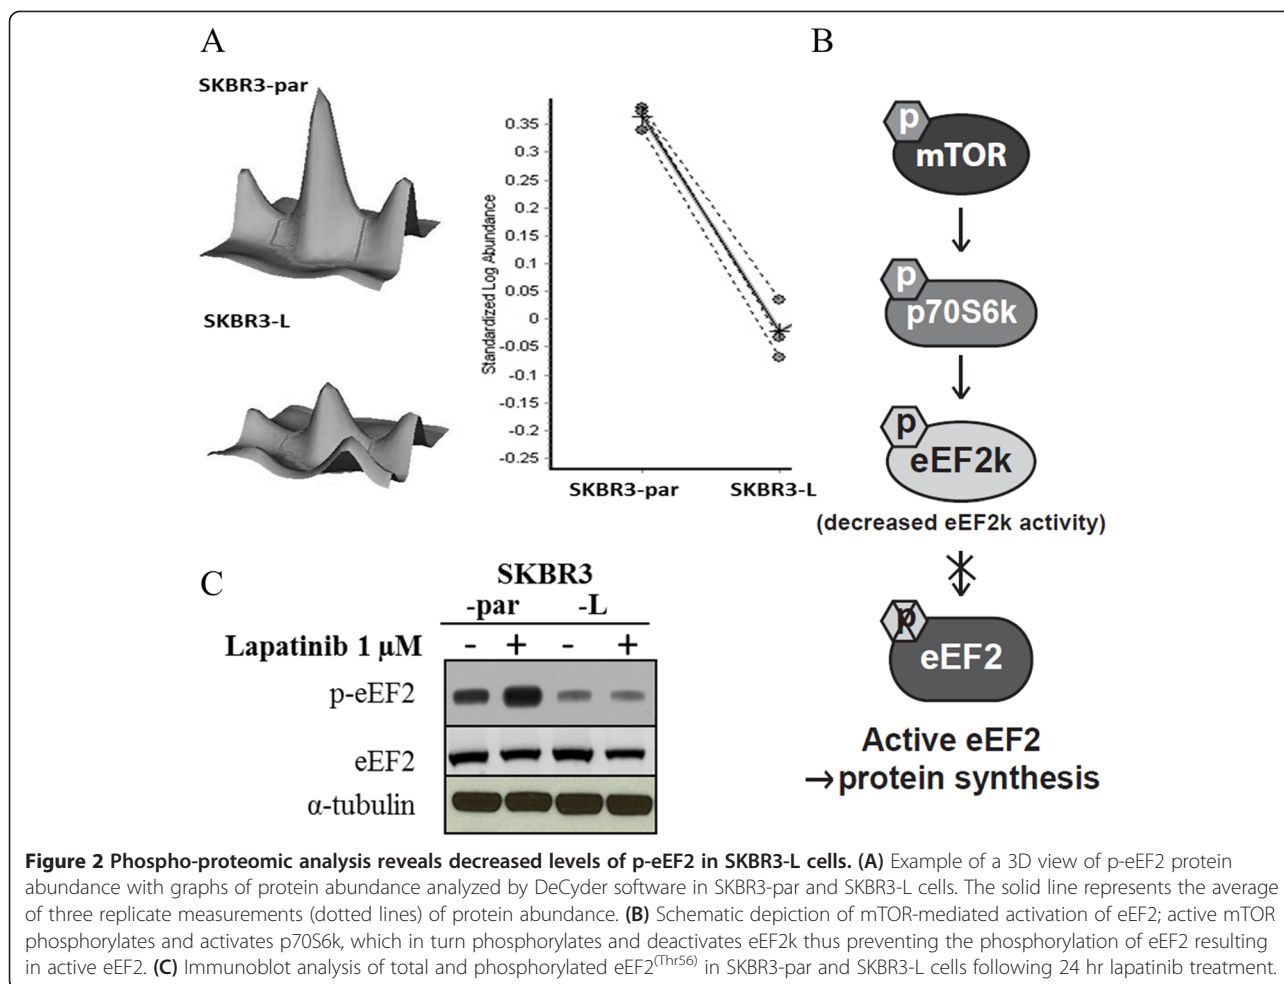 A
SKBR3-par
SKBR3-L
Standardized Log Abundance
0.35
0.3
0.25
0.2
0.15
0.1
0.05
0
-0.05
-0.1
-0.15
-0.2
-0.25
SKBR3-par SKBR3-L
B
p
mTOR
p
p70S6k
p
eEF2k
(decreased eEF2k activity)
p
eEF2
Active eEF2
→protein synthesis
C
SKBR3
-par -L
Lapatinib 1 µM - + - +
p-eEF2
eEF2
α-tubulin
Figure 2 Phospho-proteomic analysis reveals decreased levels of p-eEF2 in SKBR3-L cells. (A) Example of a 3D view of p-eEF2 protein
abundance with graphs of protein abundance analyzed by DeCyder software in SKBR3-par and SKBR3-L cells. The solid line represents the average
of three replicate measurements (dotted lines) of protein abundance. (B) Schematic depiction of mTOR-mediated activation of eEF2; active mTOR
phosphorylates and activates p70S6k, which in turn phosphorylates and deactivates eEF2k thus preventing the phosphorylation of eEF2 resulting
in active eEF2. (C) Immunoblot analysis of total and phosphorylated eEF2(Thr56) in SKBR3-par and SKBR3-L cells following 24 hr lapatinib treatment.